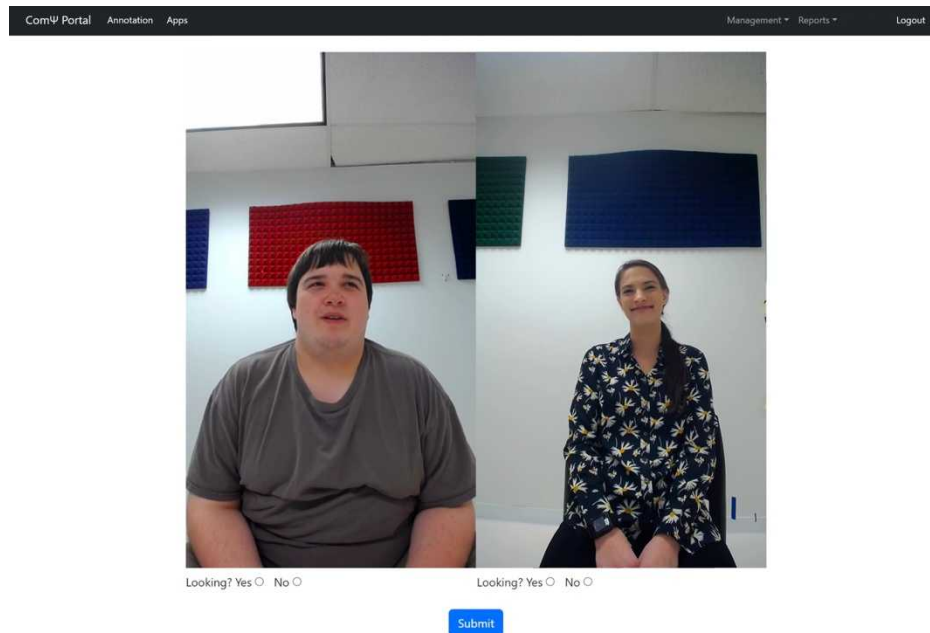 ComΨ Portal Annotation Apps Management Reports Logout
Looking? Yes No Looking? Yes No
Submit